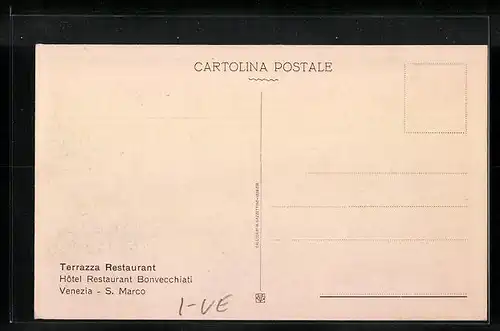 CARTOLINA POSTALE
Terrazza Restaurant
Hôtel Restaurant Bonvecchiati
Venezia - S. Marco
I-VE